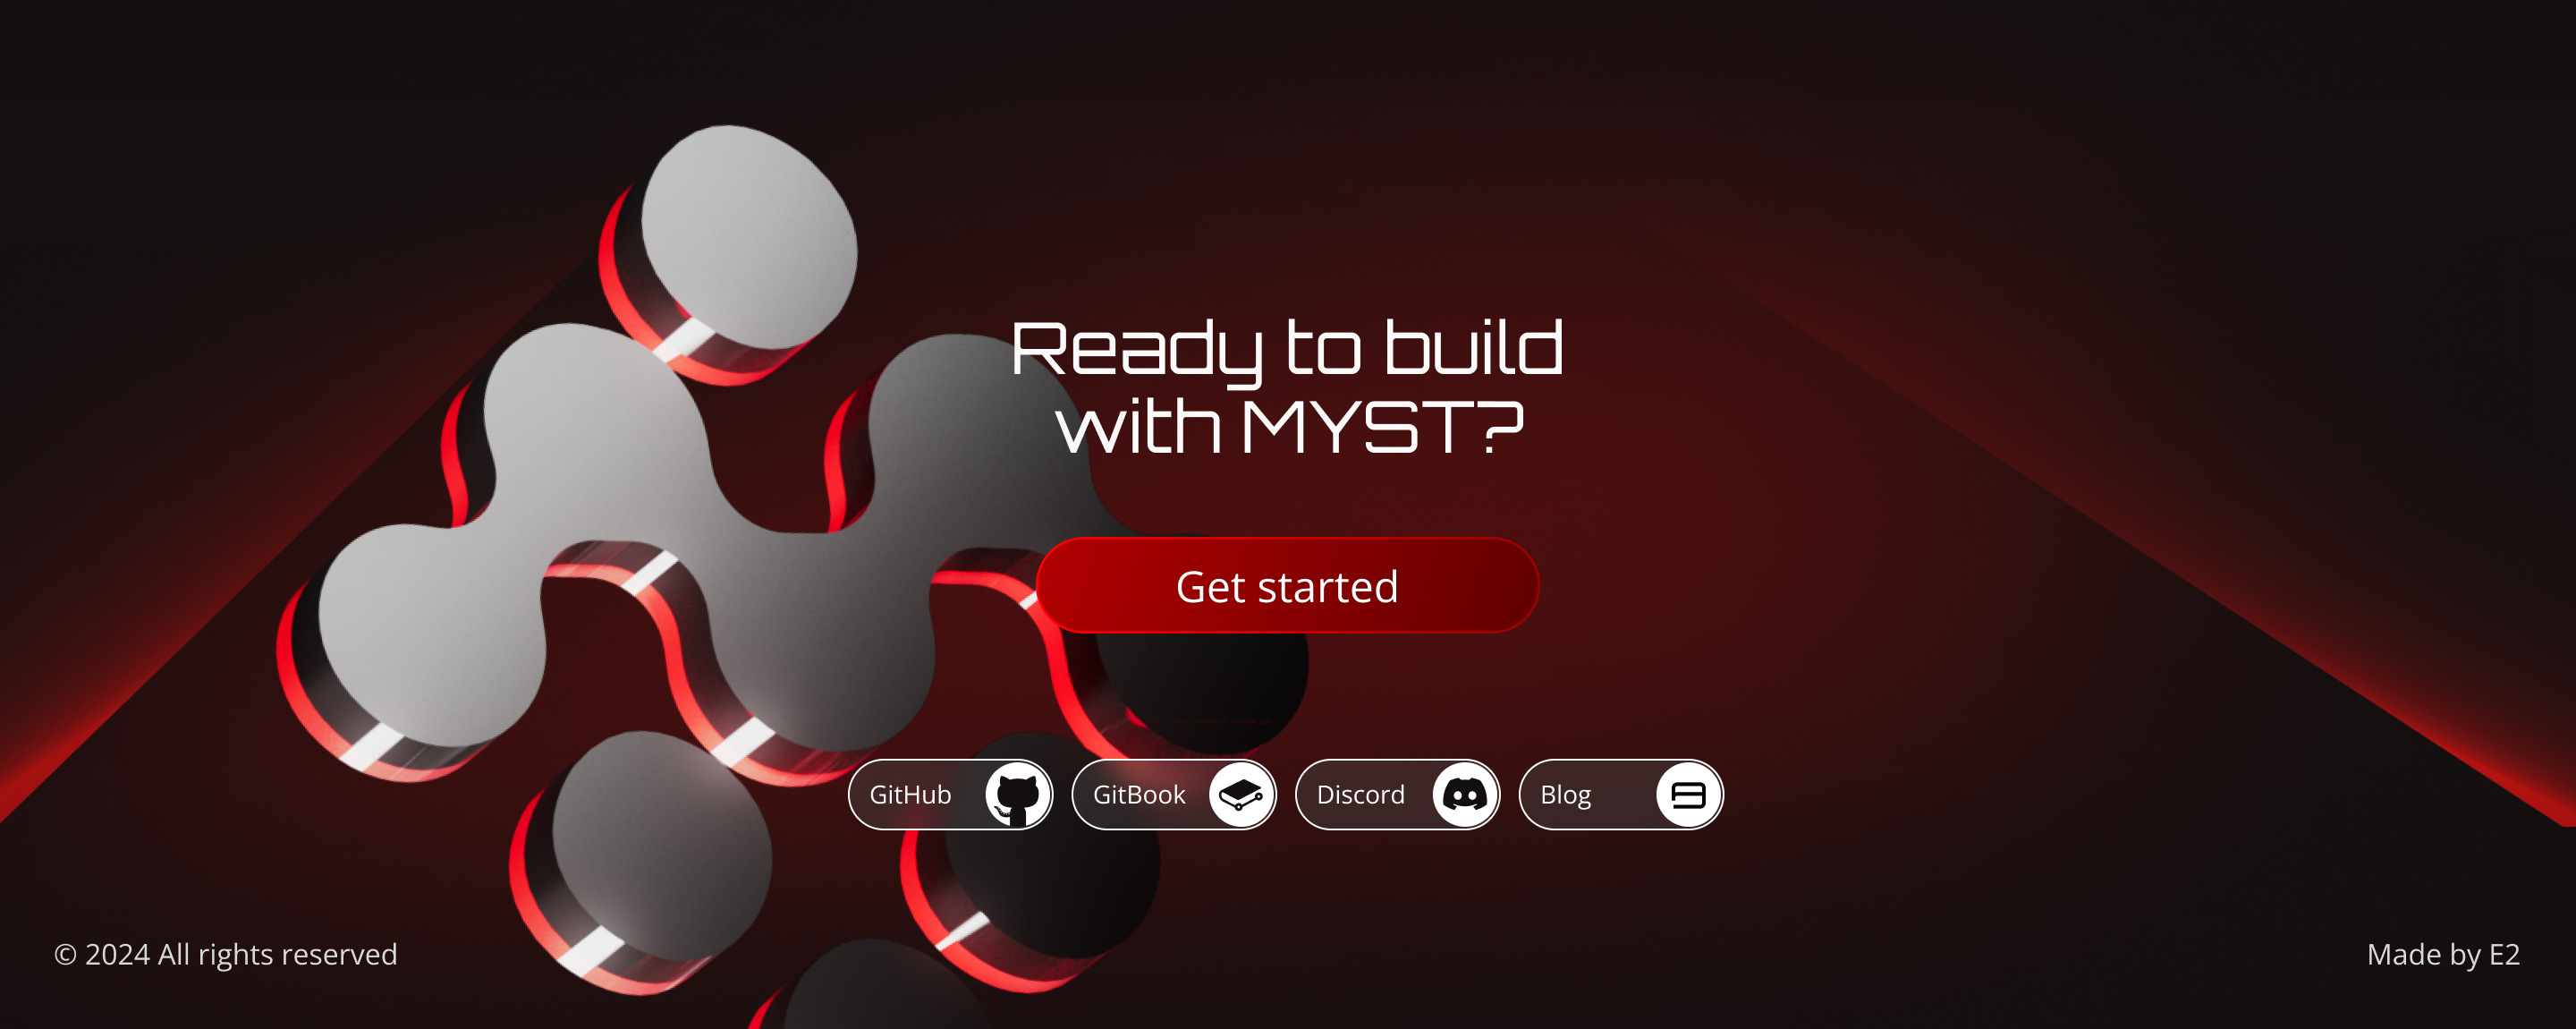 Ready to build
with MYST?
Get started
GitHub
GitBook
Discord
Blog
© 2024 All rights reserved
Made by E2